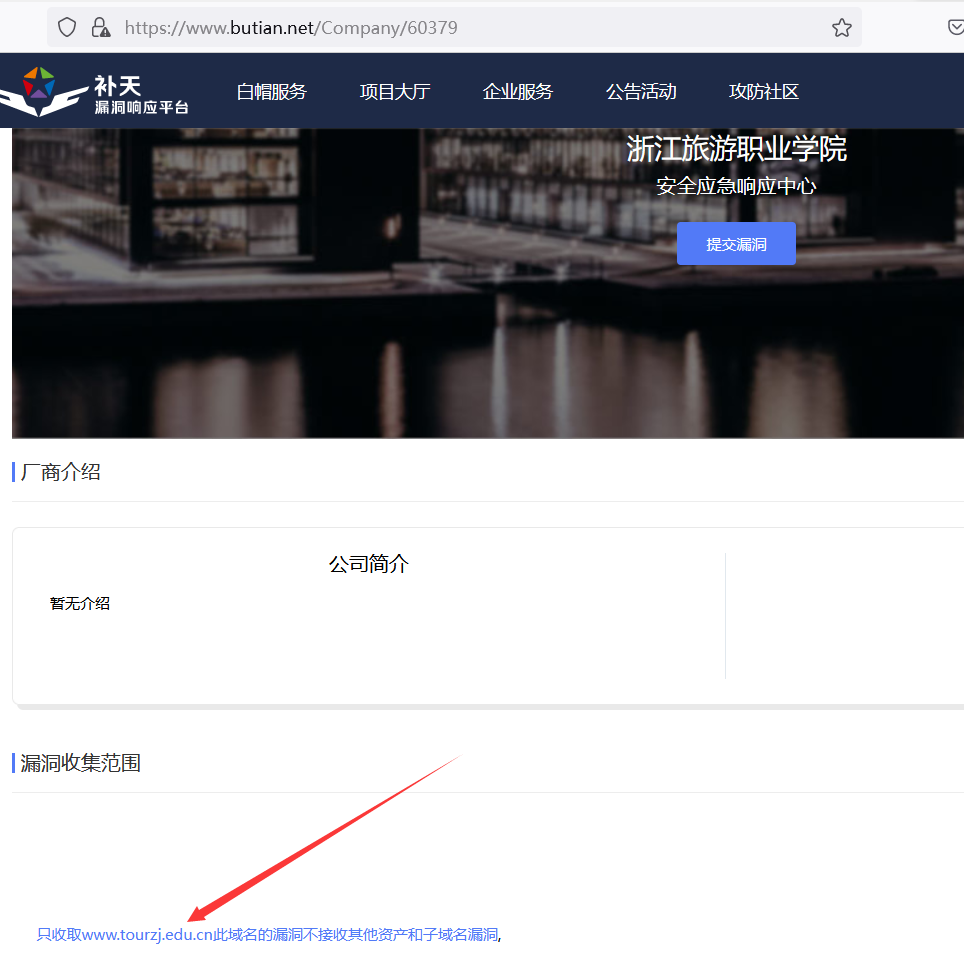 https://www.butian.net/Company/60379
补天
漏洞响应平台
白帽服务 项目大厅 企业服务 公告活动 攻防社区
浙江旅游职业学院
安全应急响应中心
提交漏洞
厂商介绍
公司简介
暂无介绍
漏洞收集范围
只收取www.tourzj.edu.cn此域名的漏洞不接收其他资产和子域名漏洞,